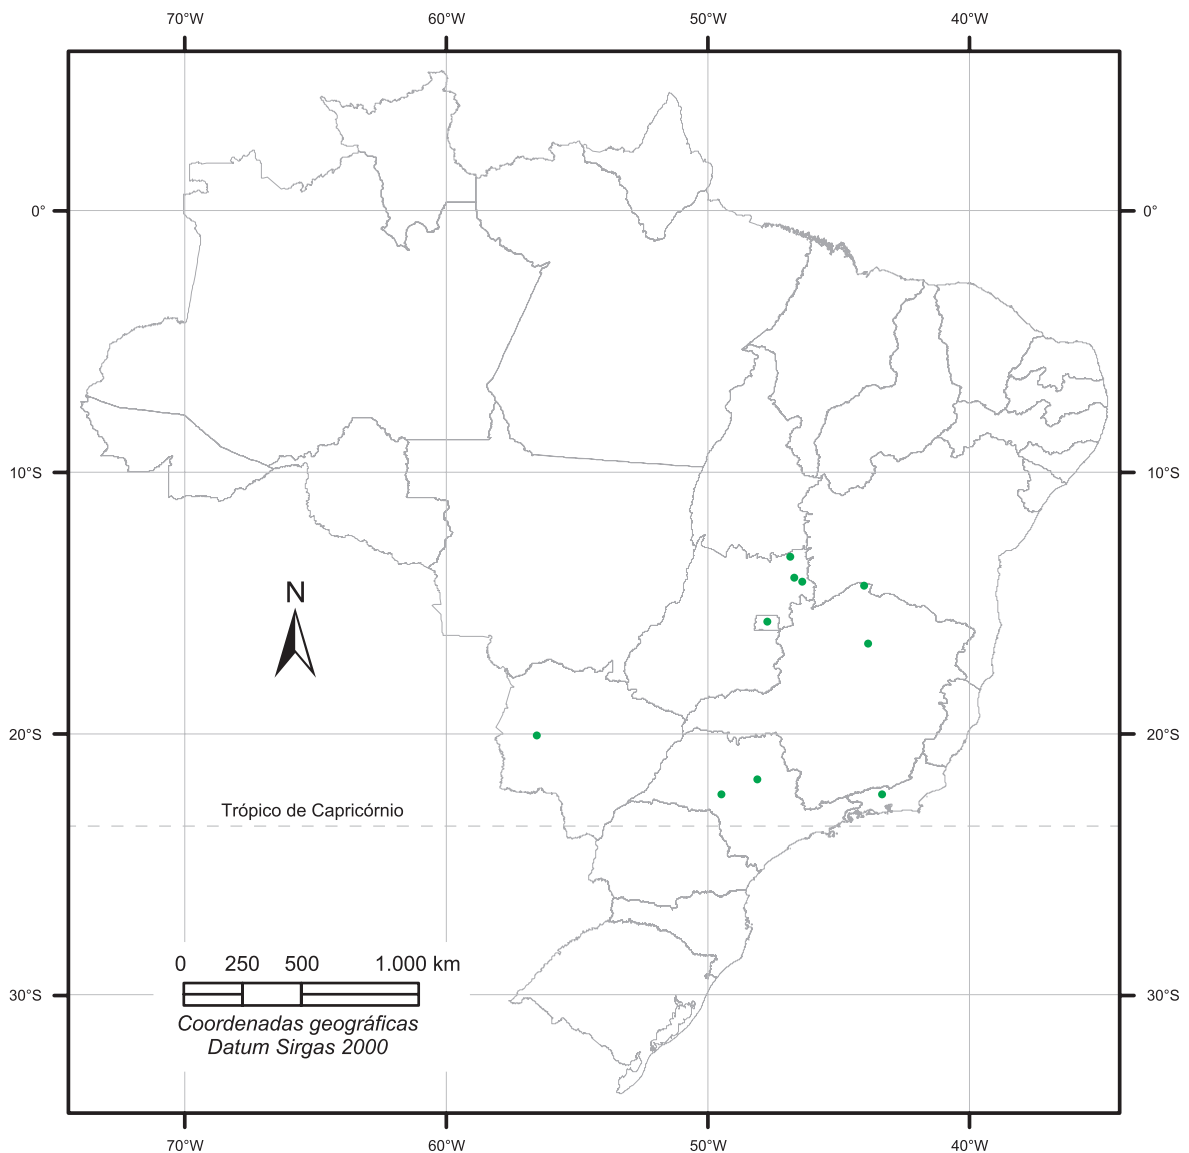 70°W 60°W 50°W 40°W
0° 0°
10°S 10°S
N
20°S 20°S
Trópico de Capricórnio
0 250 500 1.000 km
30°S 30°S
Coordenadas geográficas
Datum Sirgas 2000
70°W 60°W 50°W 40°W